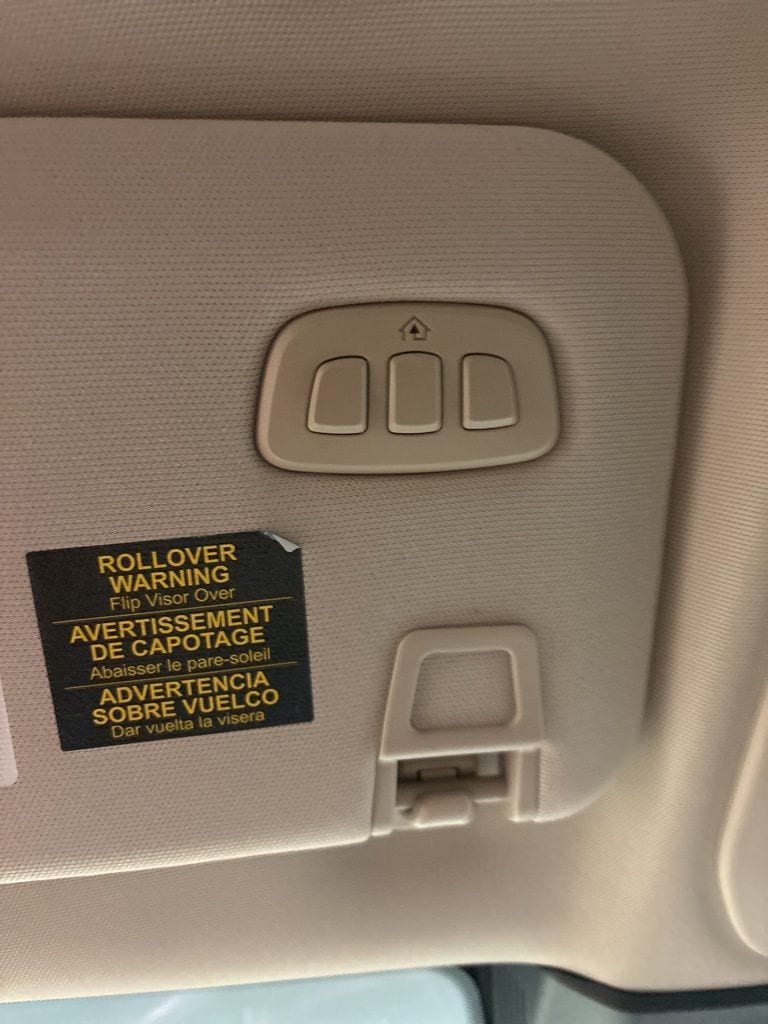 ROLLOVER
WARNING
Flip Visor Over
AVERTISSEMENT
DE CAPOTAGE
Abaisser le pare-soleil
ADVERTENCIA
SOBRE VUELCO
Dar vuelta la visera